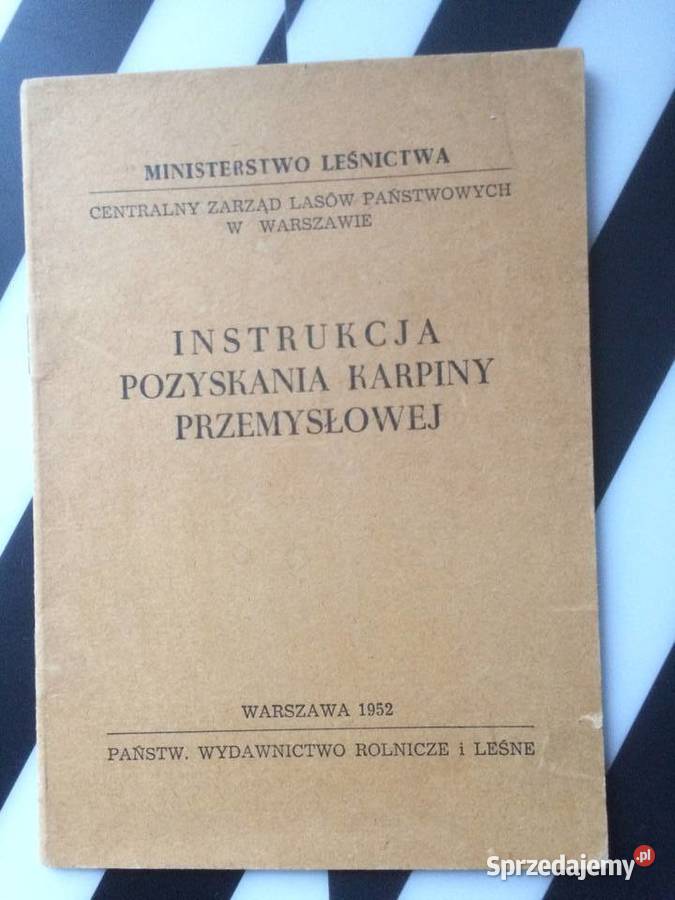 MINISTERSTWO LEŚNICTWA
CENTRALNY ZARZĄD LASÓW PAŃSTWOWYCH
W WARSZAWIE
INSTRUKCJA
POZYSKANIA KARPINY
PRZEMYSŁOWEJ
WARSZAWA 1952
PAŃSTW. WYDAWNICTWO ROLNICZE i LEŚNE
Sprzedajemy.pl